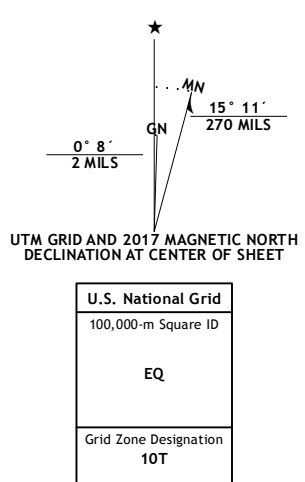 MN
GN
15° 11´
270 MILS
0° 8´
2 MILS
UTM GRID AND 2017 MAGNETIC NORTH
DECLINATION AT CENTER OF SHEET
U.S. National Grid
100,000-m Square ID
EQ
Grid Zone Designation
10T